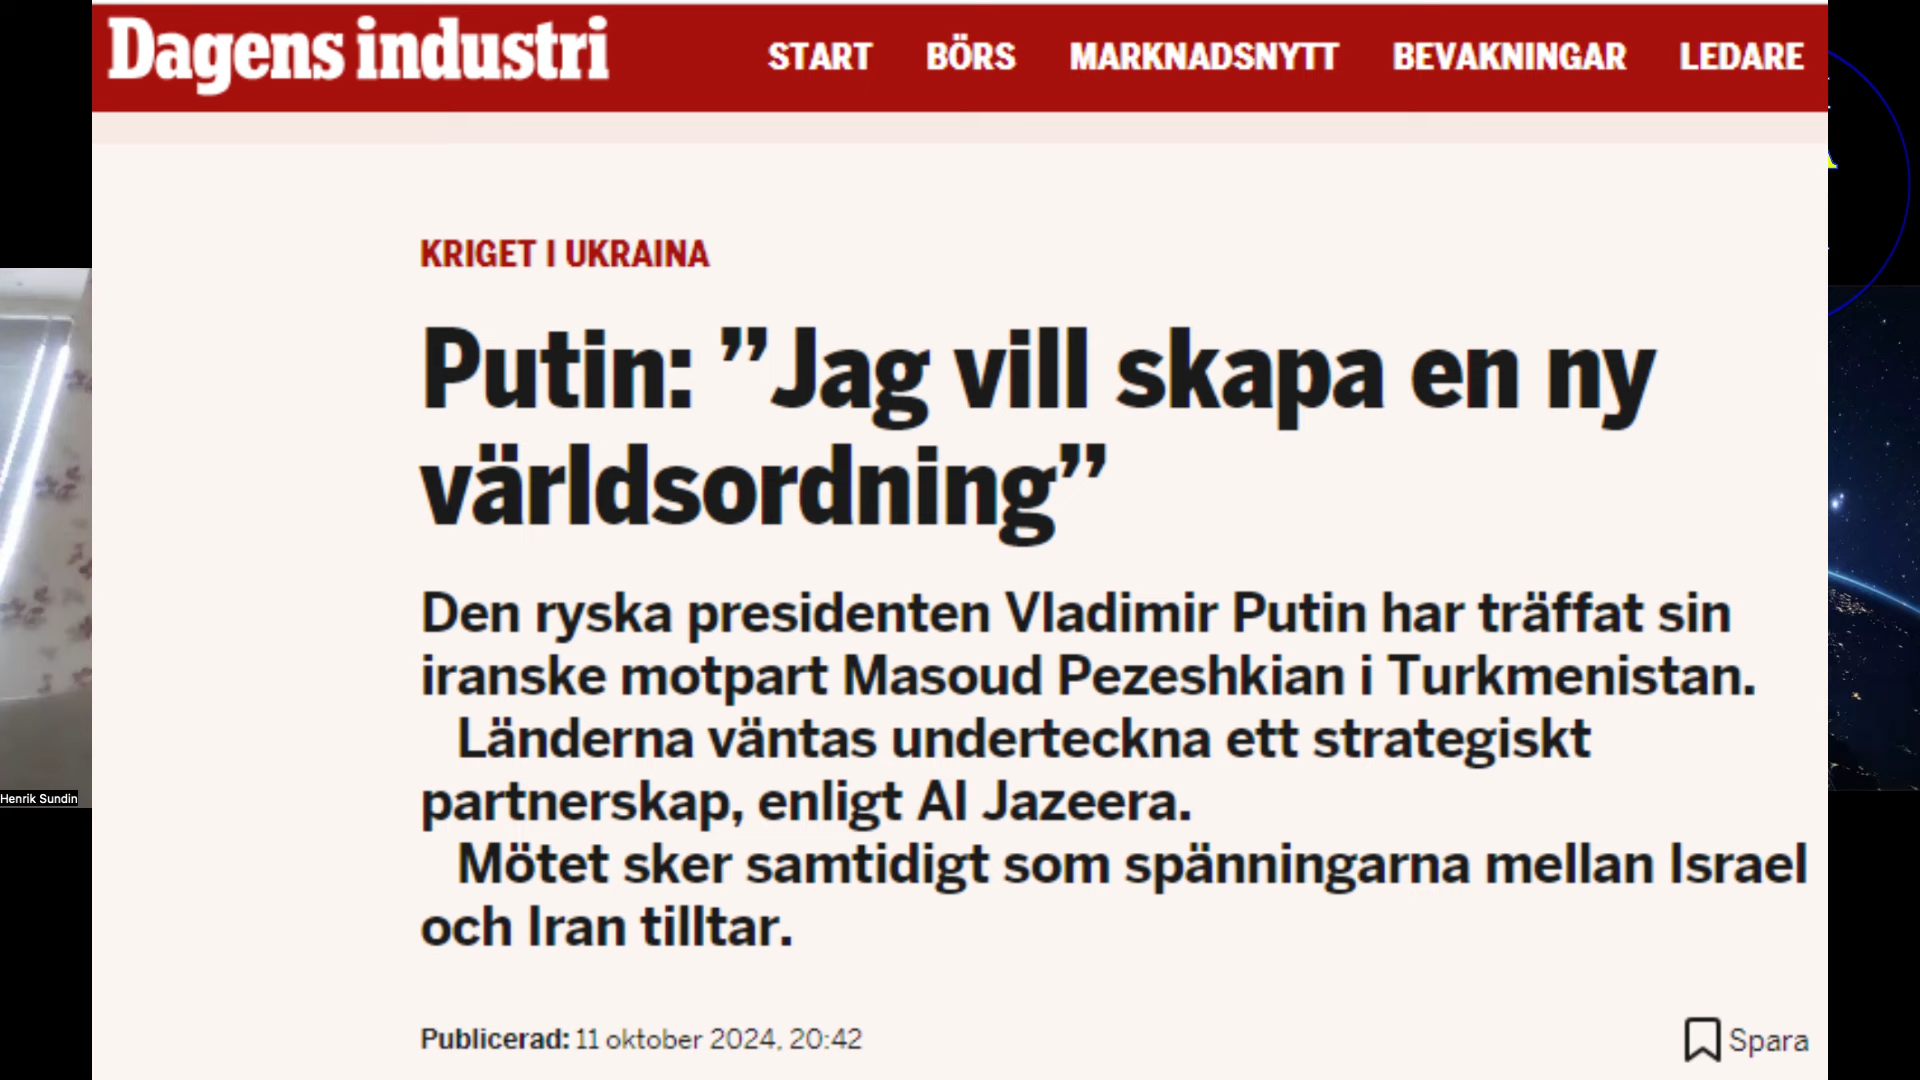 Dagens industri
START BÖRS MARKNADSNYTT BEVAKNINGAR LEDARE
KRIGET I UKRAINA
Putin: ”Jag vill skapa en ny
världsordning”
Den ryska presidenten Vladimir Putin har träffat sin
iranske motpart Masoud Pezeshkian i Turkmenistan.
Länderna väntas underteckna ett strategiskt
partnerskap, enligt Al Jazeera.
Mötet sker samtidigt som spänningarna mellan Israel
och Iran tilltar.
Publicerad: 11 oktober 2024, 20:42
Spara
Henrik Sundin